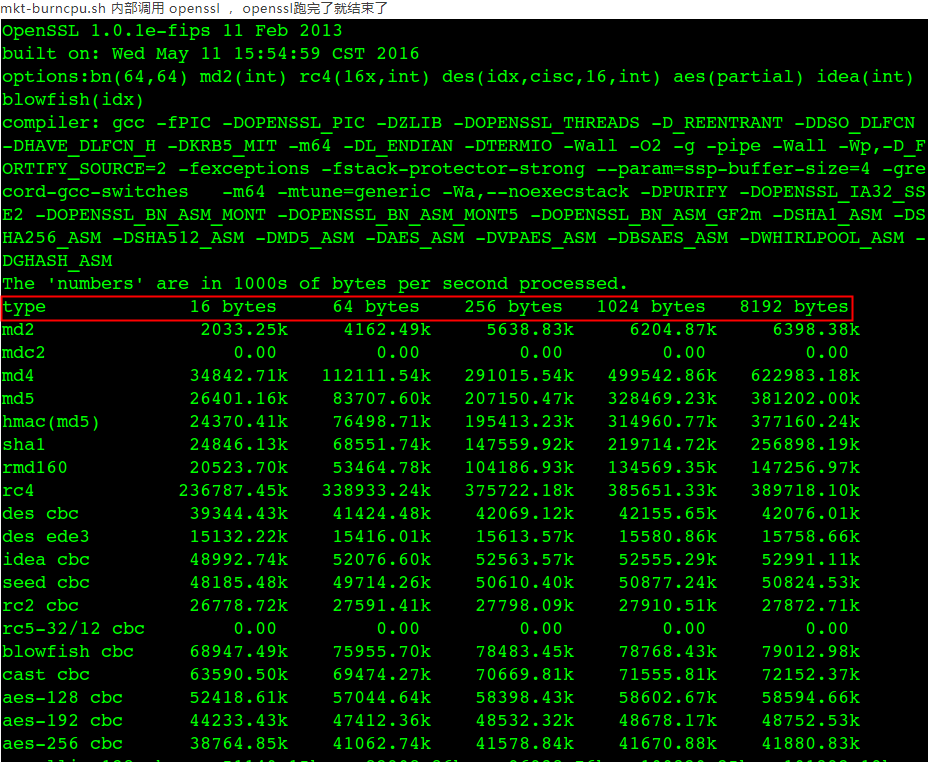 mkt-burncpu.sh 内部调用 openssl ， openssl跑完了就结束了
OpenSSL 1.0.1e-fips 11 Feb 2013
built on: Wed May 11 15:54:59 CST 2016
options:bn(64,64) md2(int) rc4(16x,int) des(idx,cisc,16,int) aes(partial) idea(int)
blowfish(idx)
compiler: gcc -fPIC -DOPENSSL_PIC -DZLIB -DOPENSSL_THREADS -D_REENTRANT -DDSO_DLFCN
-DHAVE_DLFCN_H -DKRB5_MIT -m64 -DL_ENDIAN -DTERMIO -Wall -O2 -g -pipe -Wall -Wp,-D_F
ORTIFY_SOURCE=2 -fexceptions -fstack-protector-strong --param=ssp-buffer-size=4 -gre
cord-gcc-switches   -m64 -mtune=generic -Wa,--noexecstack -DPURIFY -DOPENSSL_IA32_SS
E2 -DOPENSSL_BN_ASM_MONT -DOPENSSL_BN_ASM_MONT5 -DOPENSSL_BN_ASM_GF2m -DSHA1_ASM -DS
HA256_ASM -DSHA512_ASM -DMD5_ASM -DAES_ASM -DVPAES_ASM -DBSAES_ASM -DWHIRLPOOL_ASM -
DGHASH_ASM
The 'numbers' are in 1000s of bytes per second processed.
type 16 bytes 64 bytes 256 bytes 1024 bytes 8192 bytes
md2 2033.25k 4162.49k 5638.83k 6204.87k 6398.38k
mdc2 0.00 0.00 0.00 0.00 0.00
md4 34842.71k 112111.54k 291015.54k 499542.86k 622983.18k
md5 26401.16k 83707.60k 207150.47k 328469.23k 381202.00k
hmac(md5) 24370.41k 76498.71k 195413.23k 314960.77k 377160.24k
sha1 24846.13k 68551.74k 147559.92k 219714.72k 256898.19k
rmd160 20523.70k 53464.78k 104186.93k 134569.35k 147256.97k
rc4 236787.45k 338933.24k 375722.18k 385651.33k 389718.10k
des cbc 39344.43k 41424.48k 42069.12k 42155.65k 42076.01k
des ede3 15132.22k 15416.01k 15613.57k 15580.86k 15758.66k
idea cbc 48992.74k 52076.60k 52563.57k 52555.29k 52991.11k
seed cbc 48185.48k 49714.26k 50610.40k 50877.24k 50824.53k
rc2 cbc 26778.72k 27591.41k 27798.09k 27910.51k 27872.71k
rc5-32/12 cbc 0.00 0.00 0.00 0.00 0.00
blowfish cbc 68947.49k 75955.70k 78483.45k 78768.43k 79012.98k
cast cbc 63590.50k 69474.27k 70669.81k 71555.81k 72152.37k
aes-128 cbc 52418.61k 57044.64k 58398.43k 58602.67k 58594.66k
aes-192 cbc 44233.43k 47412.36k 48532.32k 48678.17k 48752.53k
aes-256 cbc 38764.85k 41062.74k 41578.84k 41670.88k 41880.83k